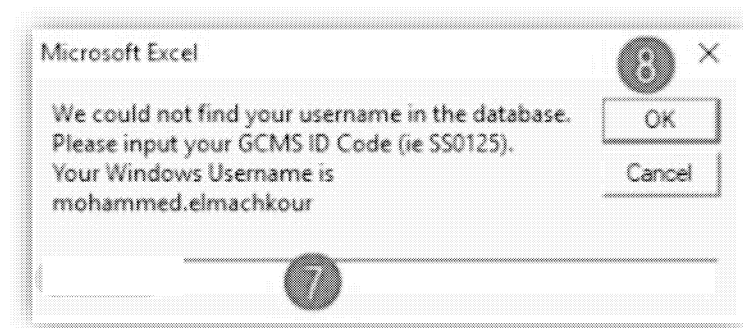 Microsoft Excel
8
We could not find your username in the database.
OK
Please input your GCMS ID Code (ie SS0125).
Your Windows Username is
Cancel
mohammed.elmachkour
7